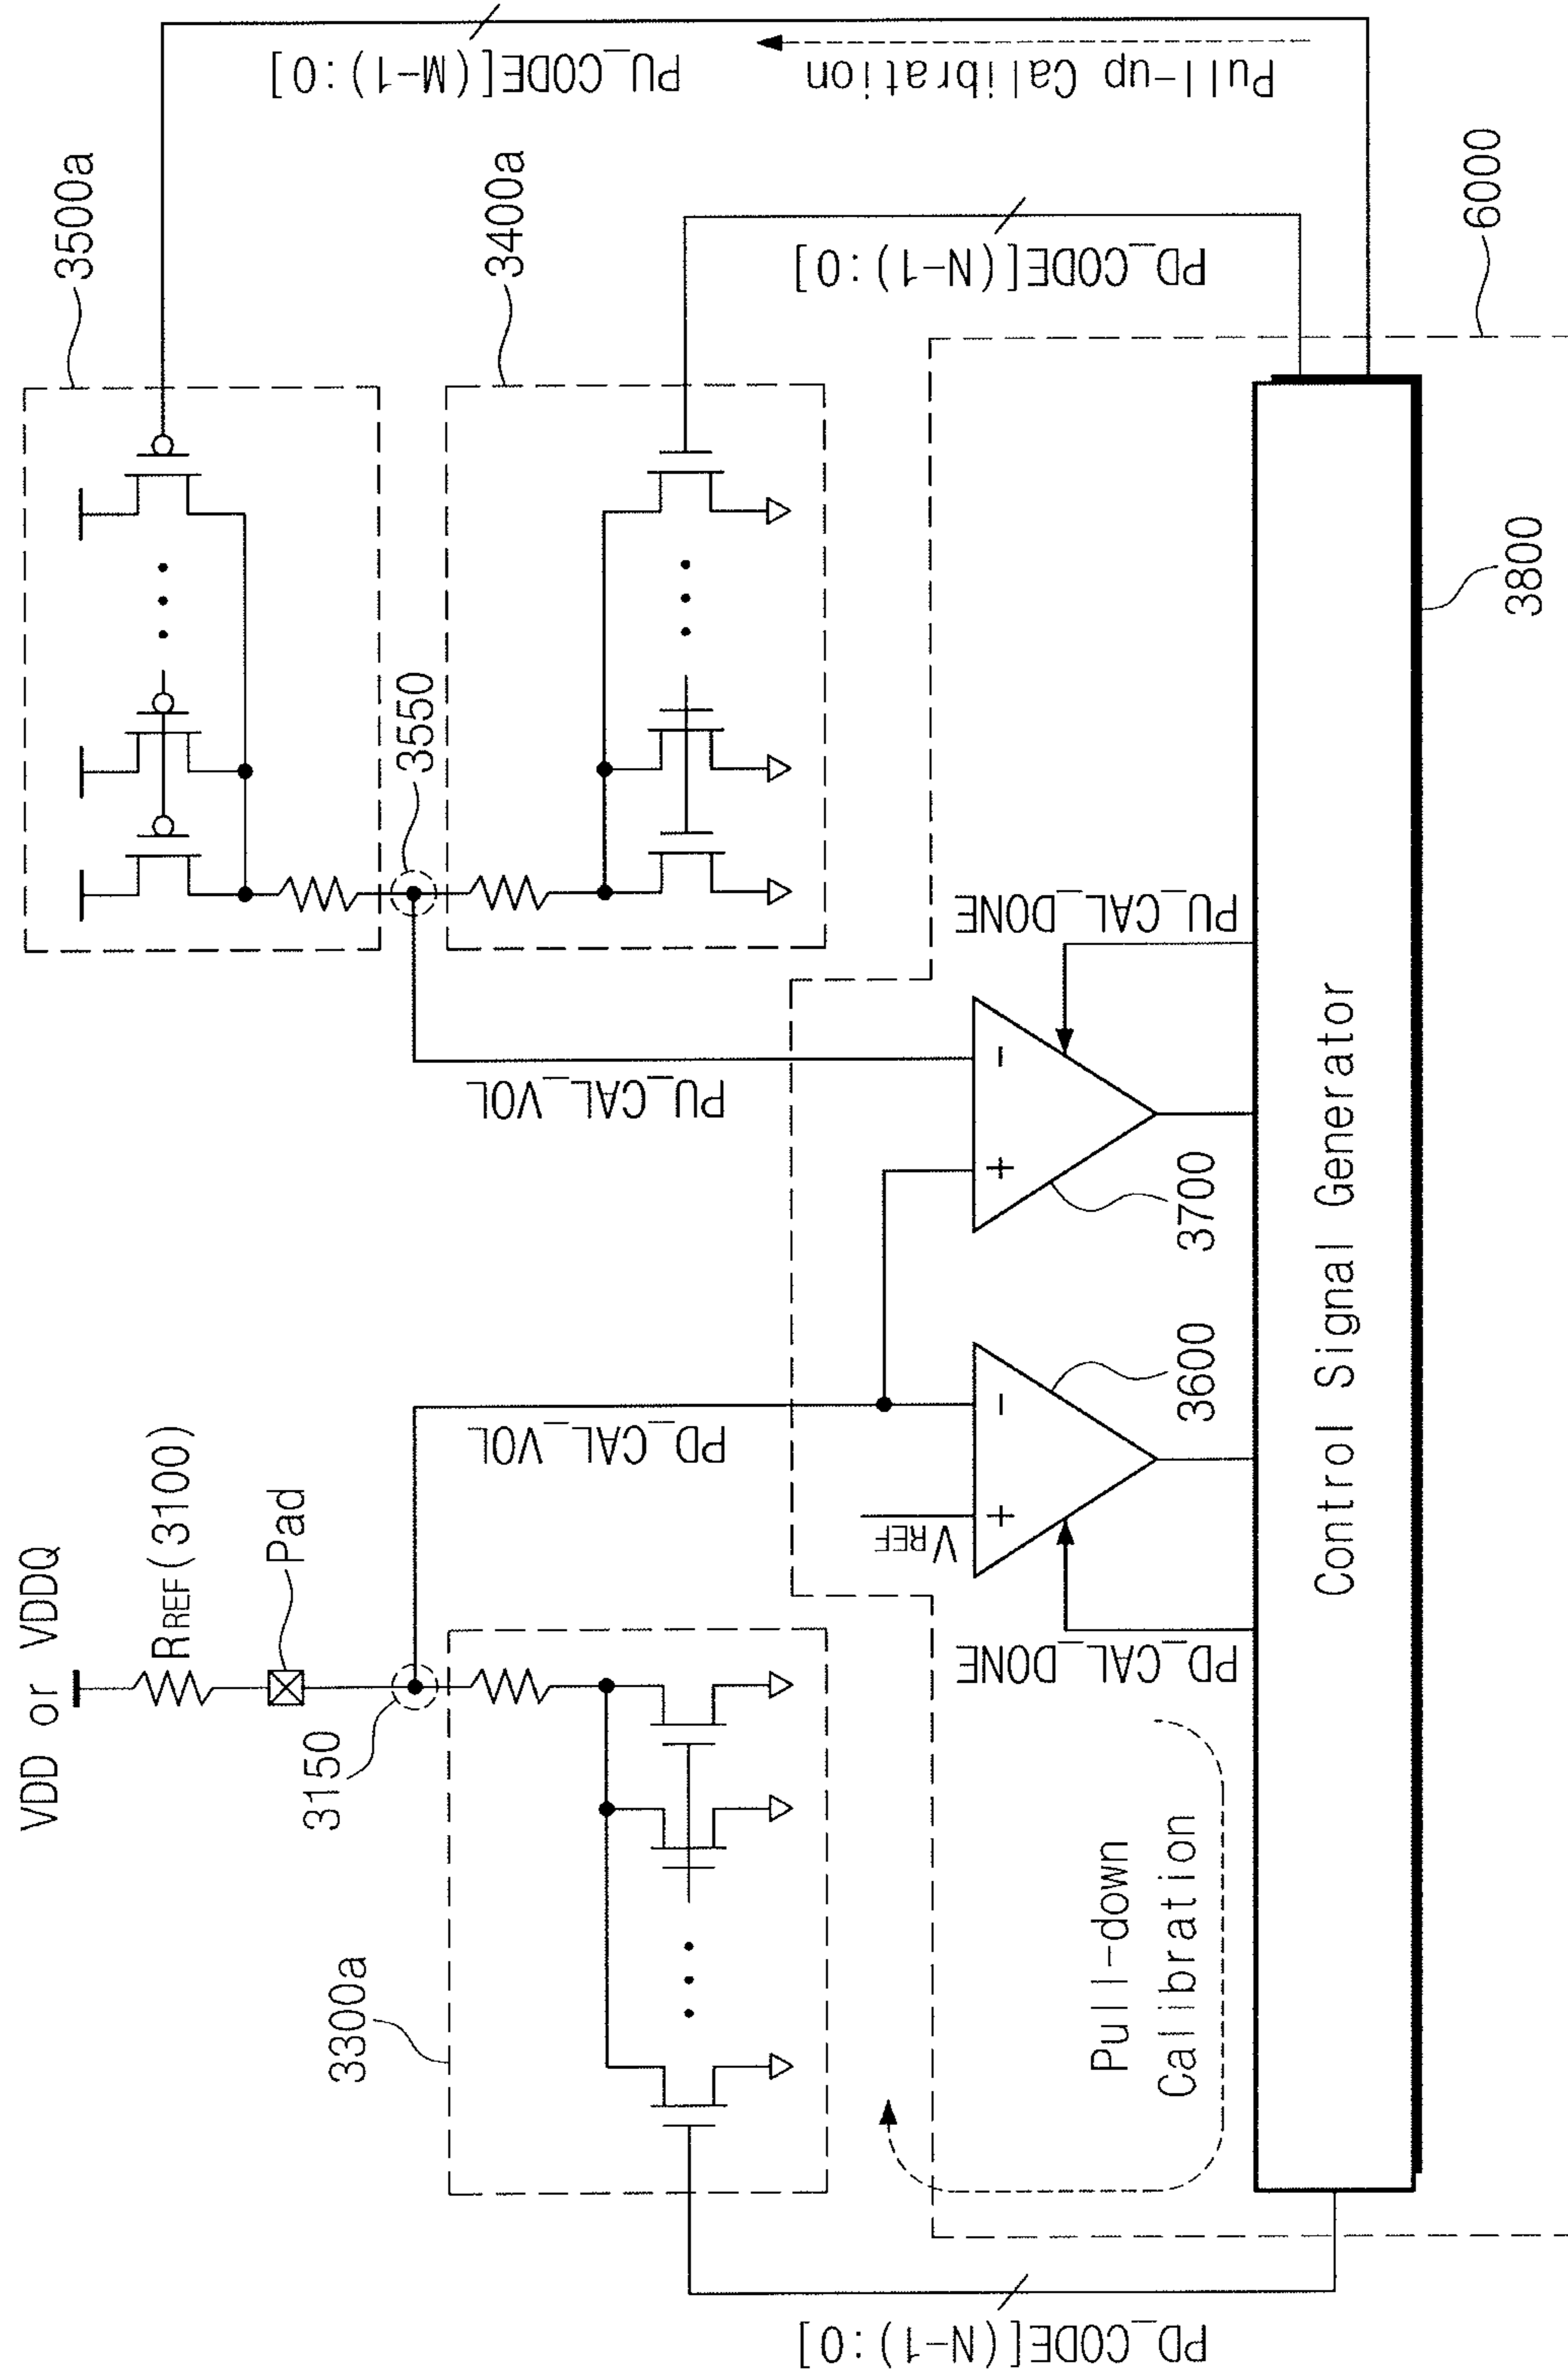 VDD or VDDQ
RREF(3100)
Pad
3150
3300a
3500a
3550
3400a
PU_CODE[(M-1):0]
Pull-up Calibration
PD_CODE[(N-1):0]
6000
PD_CAL_VOL
PU_CAL_VOL
VREF
+
-
+
-
3600
3700
PD_CAL_DONE
PU_CAL_DONE
Pull-down
Calibration
Control Signal Generator
3800
PD_CODE[(N-1):0]